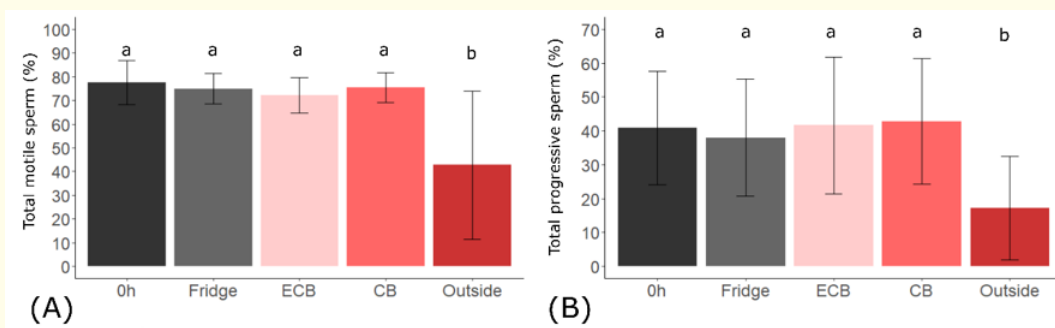 Total motile sperm (%)
100
90
80
70
60
50
40
30
20
10
0
a
a
a
a
b
0h
Fridge
ECB
CB
Outside
(A)
Total progressive sperm (%)
70
60
50
40
30
20
10
0
a
a
a
a
b
0h
Fridge
ECB
CB
Outside
(B)